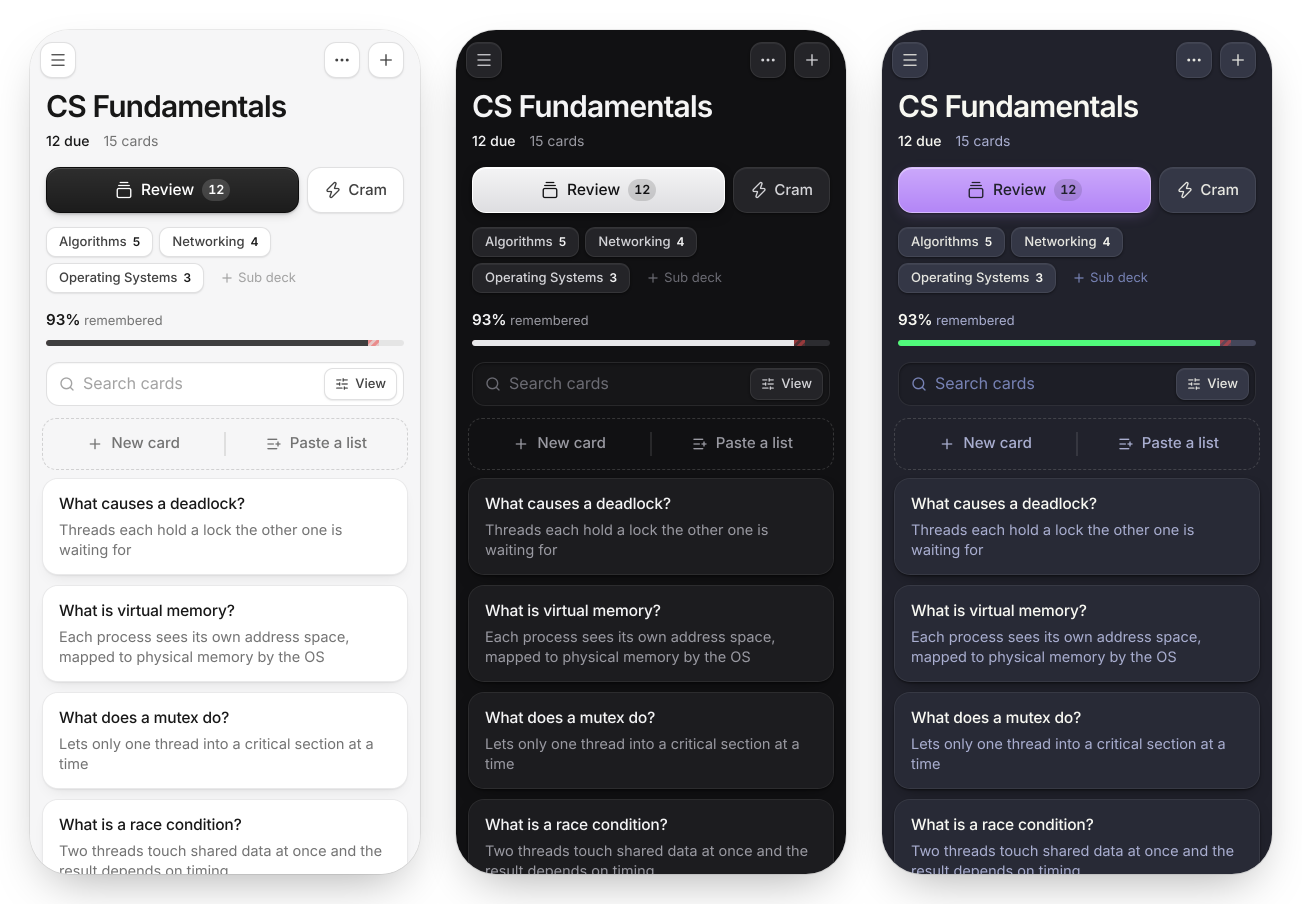 CS Fundamentals
12 due 15 cards
Review 12 Cram
Algorithms 5 Networking 4
Operating Systems 3 + Sub deck
93% remembered
Search cards View
+ New card Paste a list
What causes a deadlock?
Threads each hold a lock the other one is
waiting for
What is virtual memory?
Each process sees its own address space,
mapped to physical memory by the OS
What does a mutex do?
Lets only one thread into a critical section at a
time
What is a race condition?
Two threads touch shared data at once and the
result depends on timing
CS Fundamentals
12 due 15 cards
Review 12 Cram
Algorithms 5 Networking 4
Operating Systems 3 + Sub deck
93% remembered
Search cards View
+ New card Paste a list
What causes a deadlock?
Threads each hold a lock the other one is
waiting for
What is virtual memory?
Each process sees its own address space,
mapped to physical memory by the OS
What does a mutex do?
Lets only one thread into a critical section at a
time
What is a race condition?
Two threads touch shared data at once and the
result depends on timing
CS Fundamentals
12 due 15 cards
Review 12 Cram
Algorithms 5 Networking 4
Operating Systems 3 + Sub deck
93% remembered
Search cards View
+ New card Paste a list
What causes a deadlock?
Threads each hold a lock the other one is
waiting for
What is virtual memory?
Each process sees its own address space,
mapped to physical memory by the OS
What does a mutex do?
Lets only one thread into a critical section at a
time
What is a race condition?
Two threads touch shared data at once and the
result depends on timing